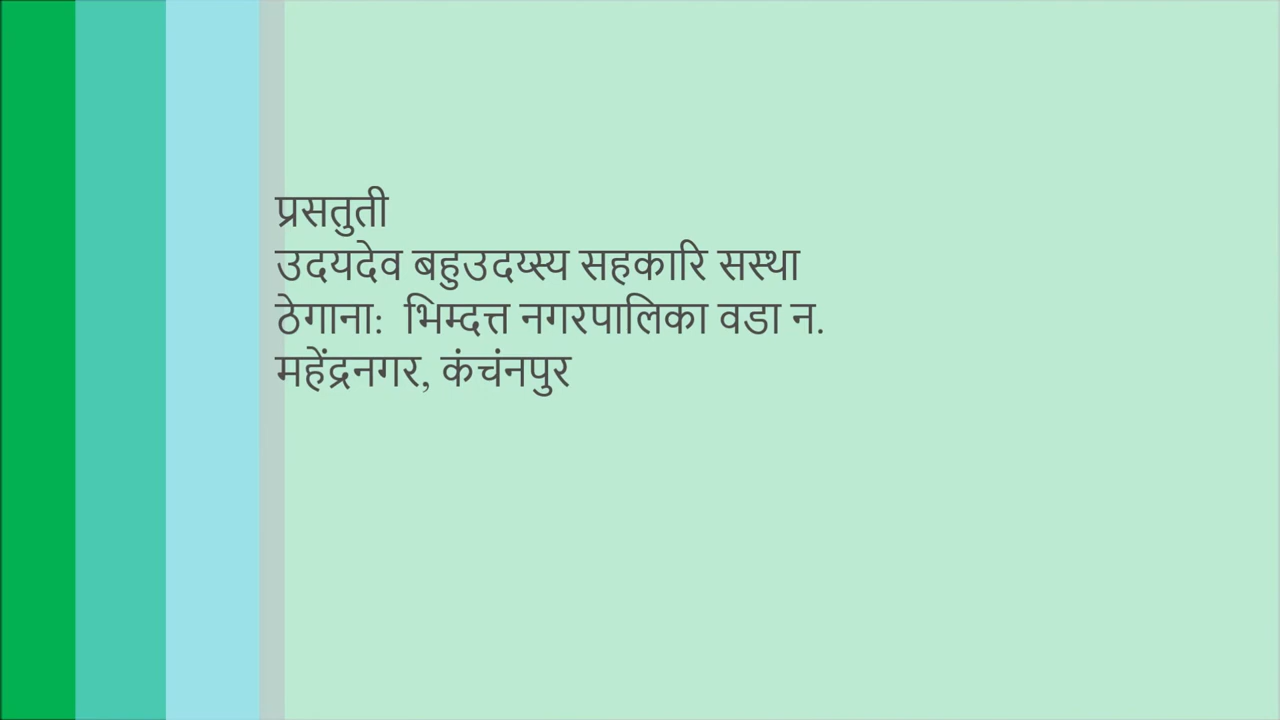 प्रसतुती
उदयदेव बहुउदय्स्य सहकारि सस्था
ठेगानाः  भिम्दत्त नगरपालिका वडा न.
महेंद्रनगर, कंचंनपुर